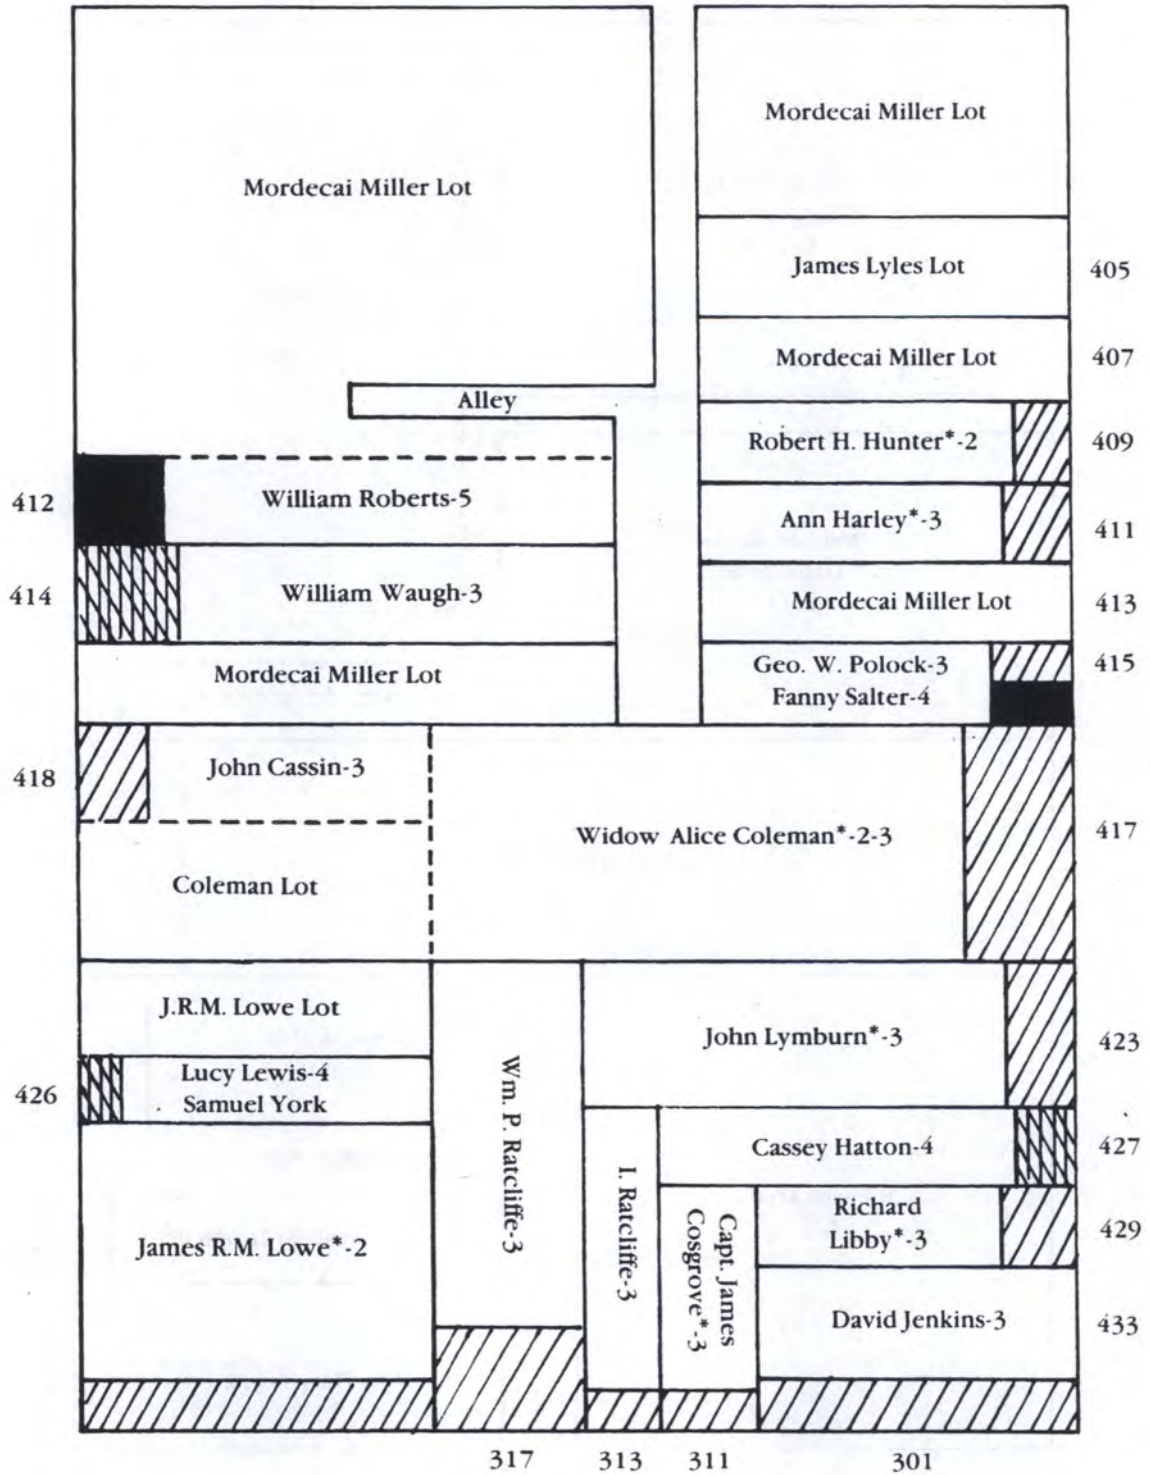 Mordecai Miller Lot
Mordecai Miller Lot
James Lyles Lot
405
Mordecai Miller Lot
407
Alley
Robert H. Hunter*-2
409
412
William Roberts-5
Ann Harley*-3
411
414
William Waugh-3
Mordecai Miller Lot
413
Mordecai Miller Lot
Geo. W. Polock-3
Fanny Salter-4
415
418
John Cassin-3
Widow Alice Coleman*-2-3
417
Coleman Lot
J.R.M. Lowe Lot
John Lymburn*-3
423
426
Lucy Lewis-4
Samuel York
Wm. P. Ratcliffe-3
I. Ratcliffe-3
Cassey Hatton-4
427
Capt. James
Cosgrove*-3
Richard
Libby*-3
429
James R.M. Lowe*-2
David Jenkins-3
433
317
313
311
301